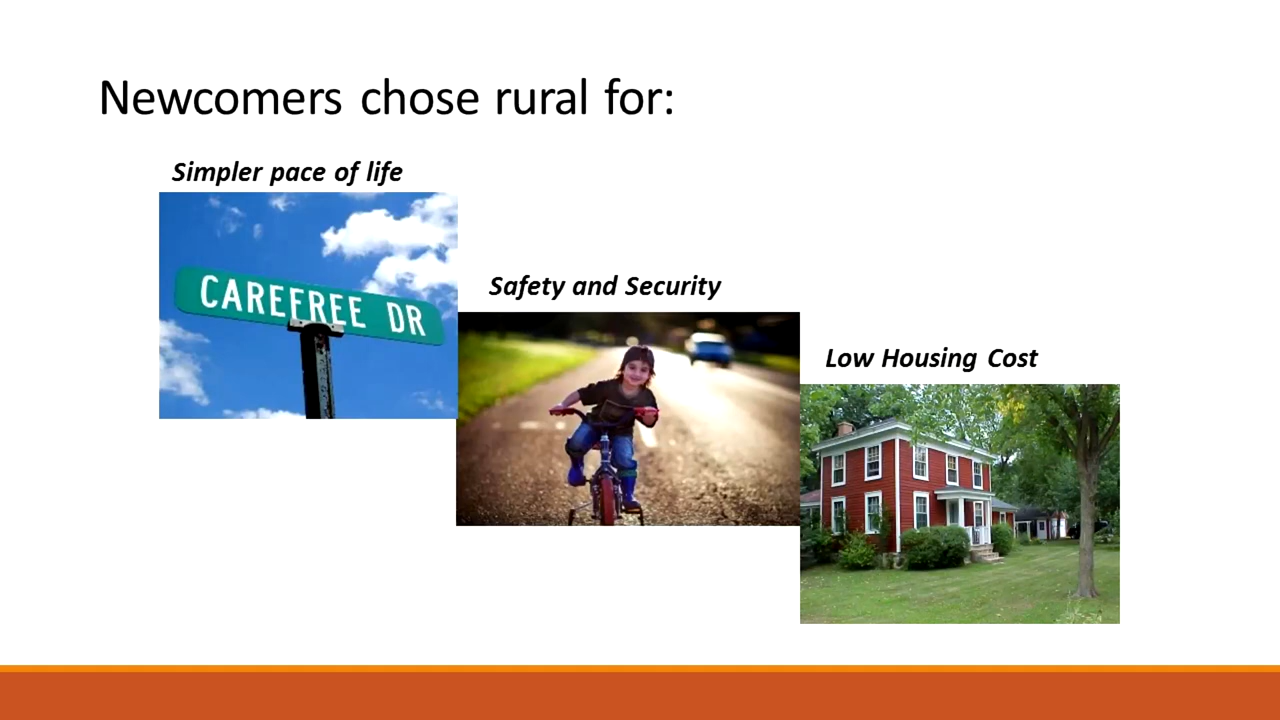 Newcomers chose rural for:
Simpler pace of life
CAREFREE DR
Safety and Security
Low Housing Cost